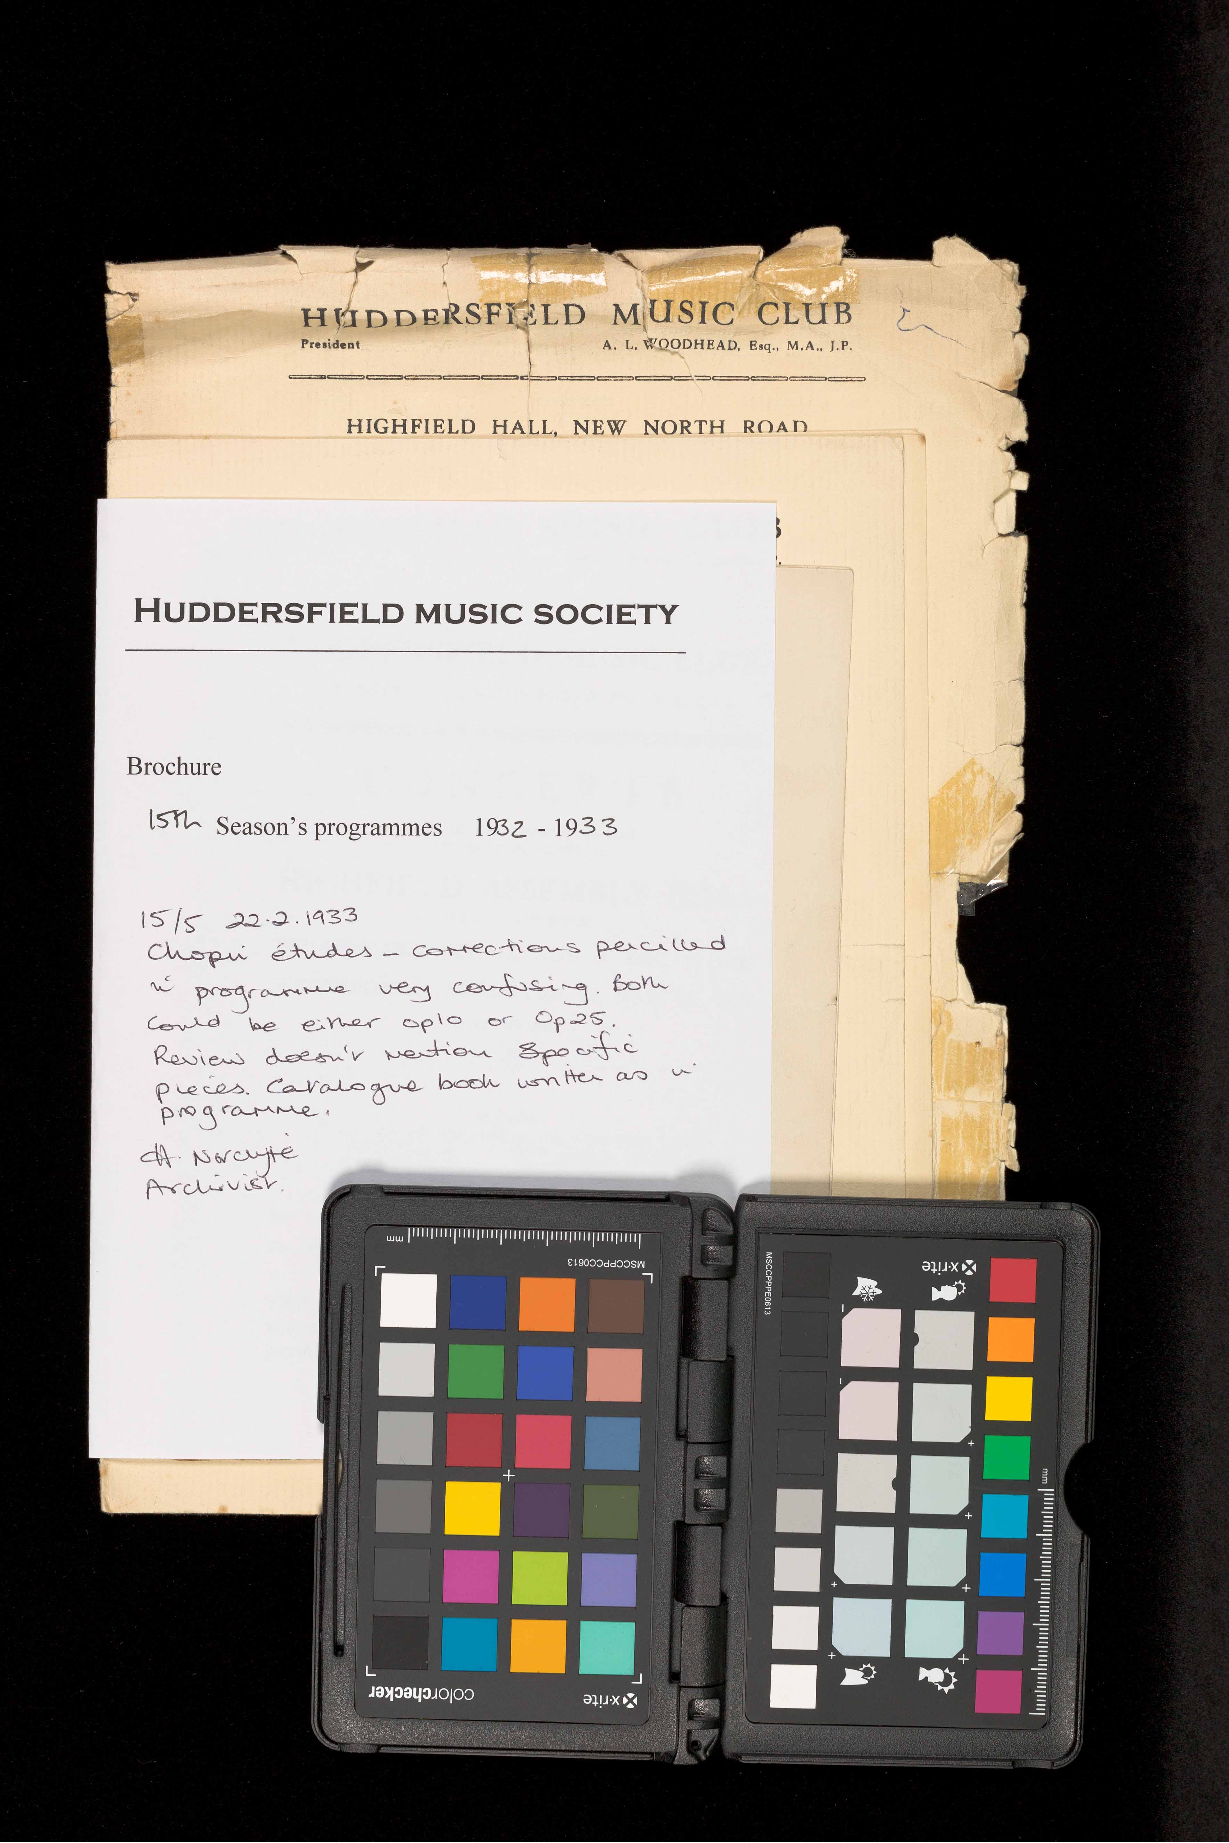 HUDDERSFIELD MUSIC CLUB
President A. L. WOODHEAD, Esq., M.A., J.P.
HIGHFIELD HALL, NEW NORTH ROAD
B
HUDDERSFIELD MUSIC SOCIETY
Brochure
15th Season's programmes 1932 - 1933
15/5 22.2.1933
Chopin études – corrections pencilled
in programme very confusing. Both
could be either op10 or Op25.
Review doesn't mention specific
pieces. Catalogue book written as in
programme.
Archivist.
mm
MSCCPPCC0613
colorchecker
x·rite
MSCCPPPE0613
x·rite
mm